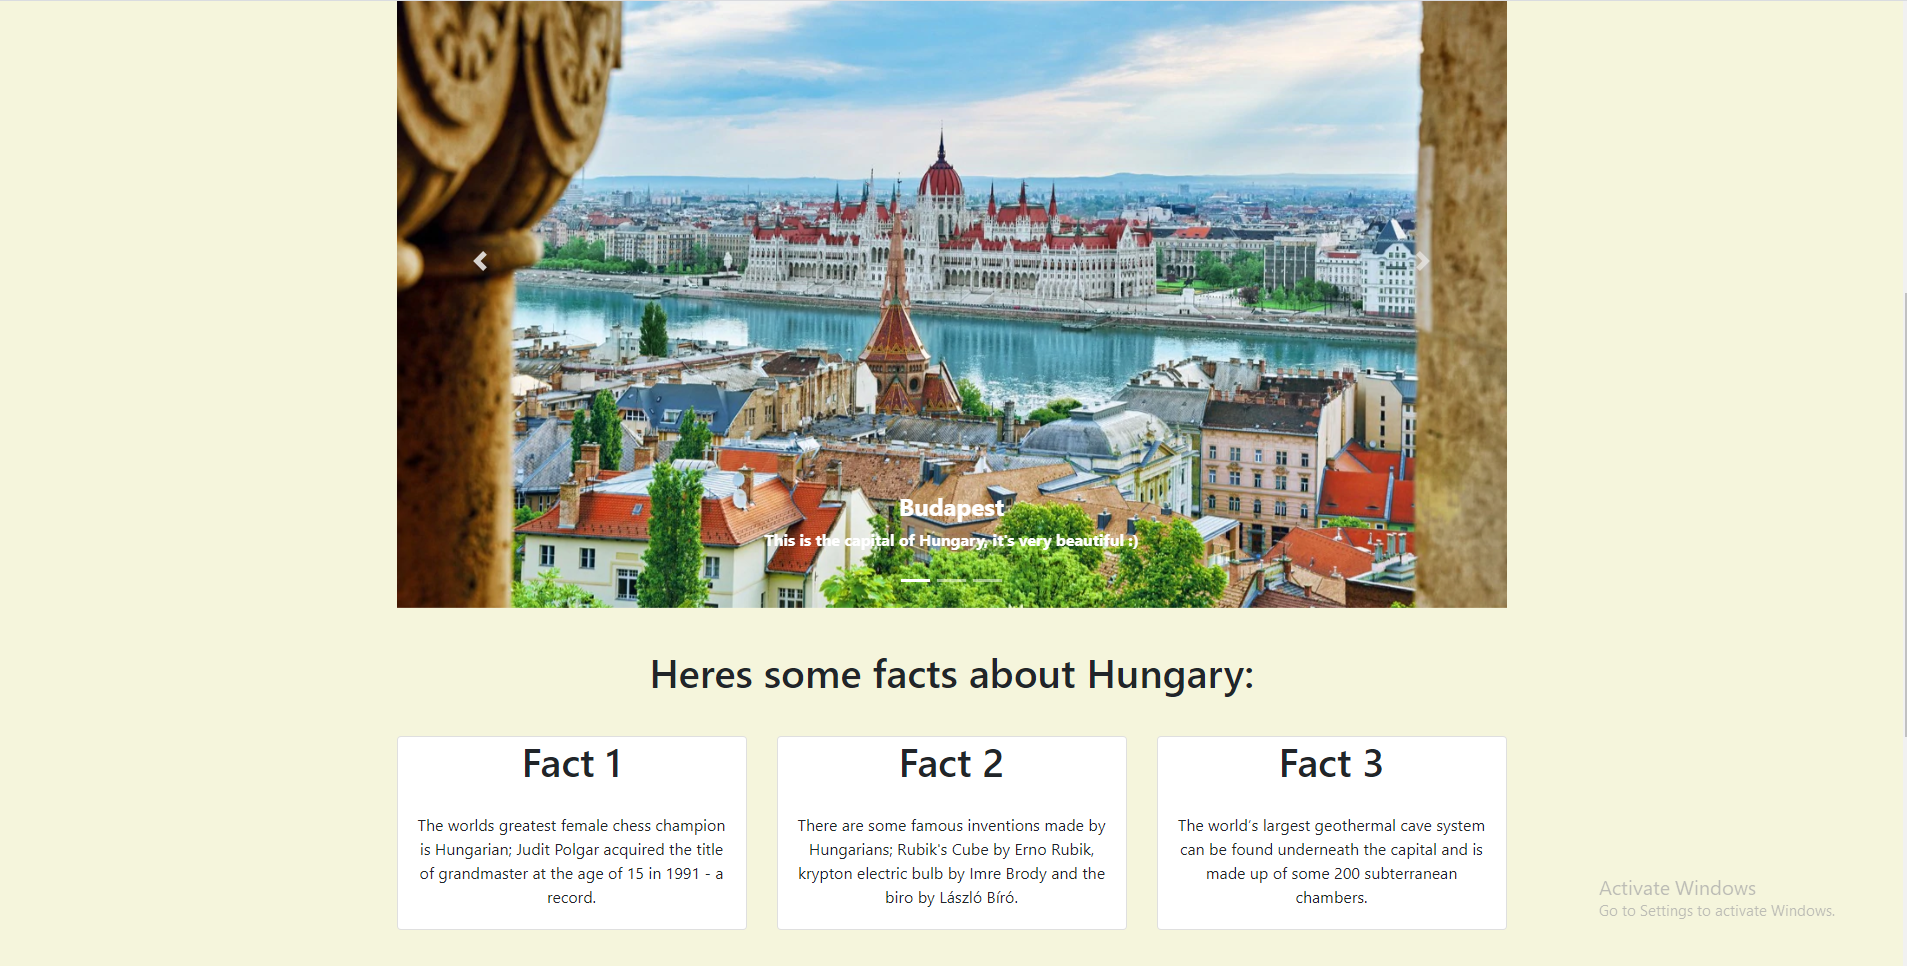 Budapest
This is the capital of Hungary, it's very beautiful :)
Heres some facts about Hungary:
Fact 1
The worlds greatest female chess champion
is Hungarian; Judit Polgar acquired the title
of grandmaster at the age of 15 in 1991 - a
record.
Fact 2
There are some famous inventions made by
Hungarians; Rubik's Cube by Erno Rubik,
krypton electric bulb by Imre Brody and the
biro by László Bíró.
Fact 3
The world's largest geothermal cave system
can be found underneath the capital and is
made up of some 200 subterranean
chambers.
Activate Windows
Go to Settings to activate Windows.